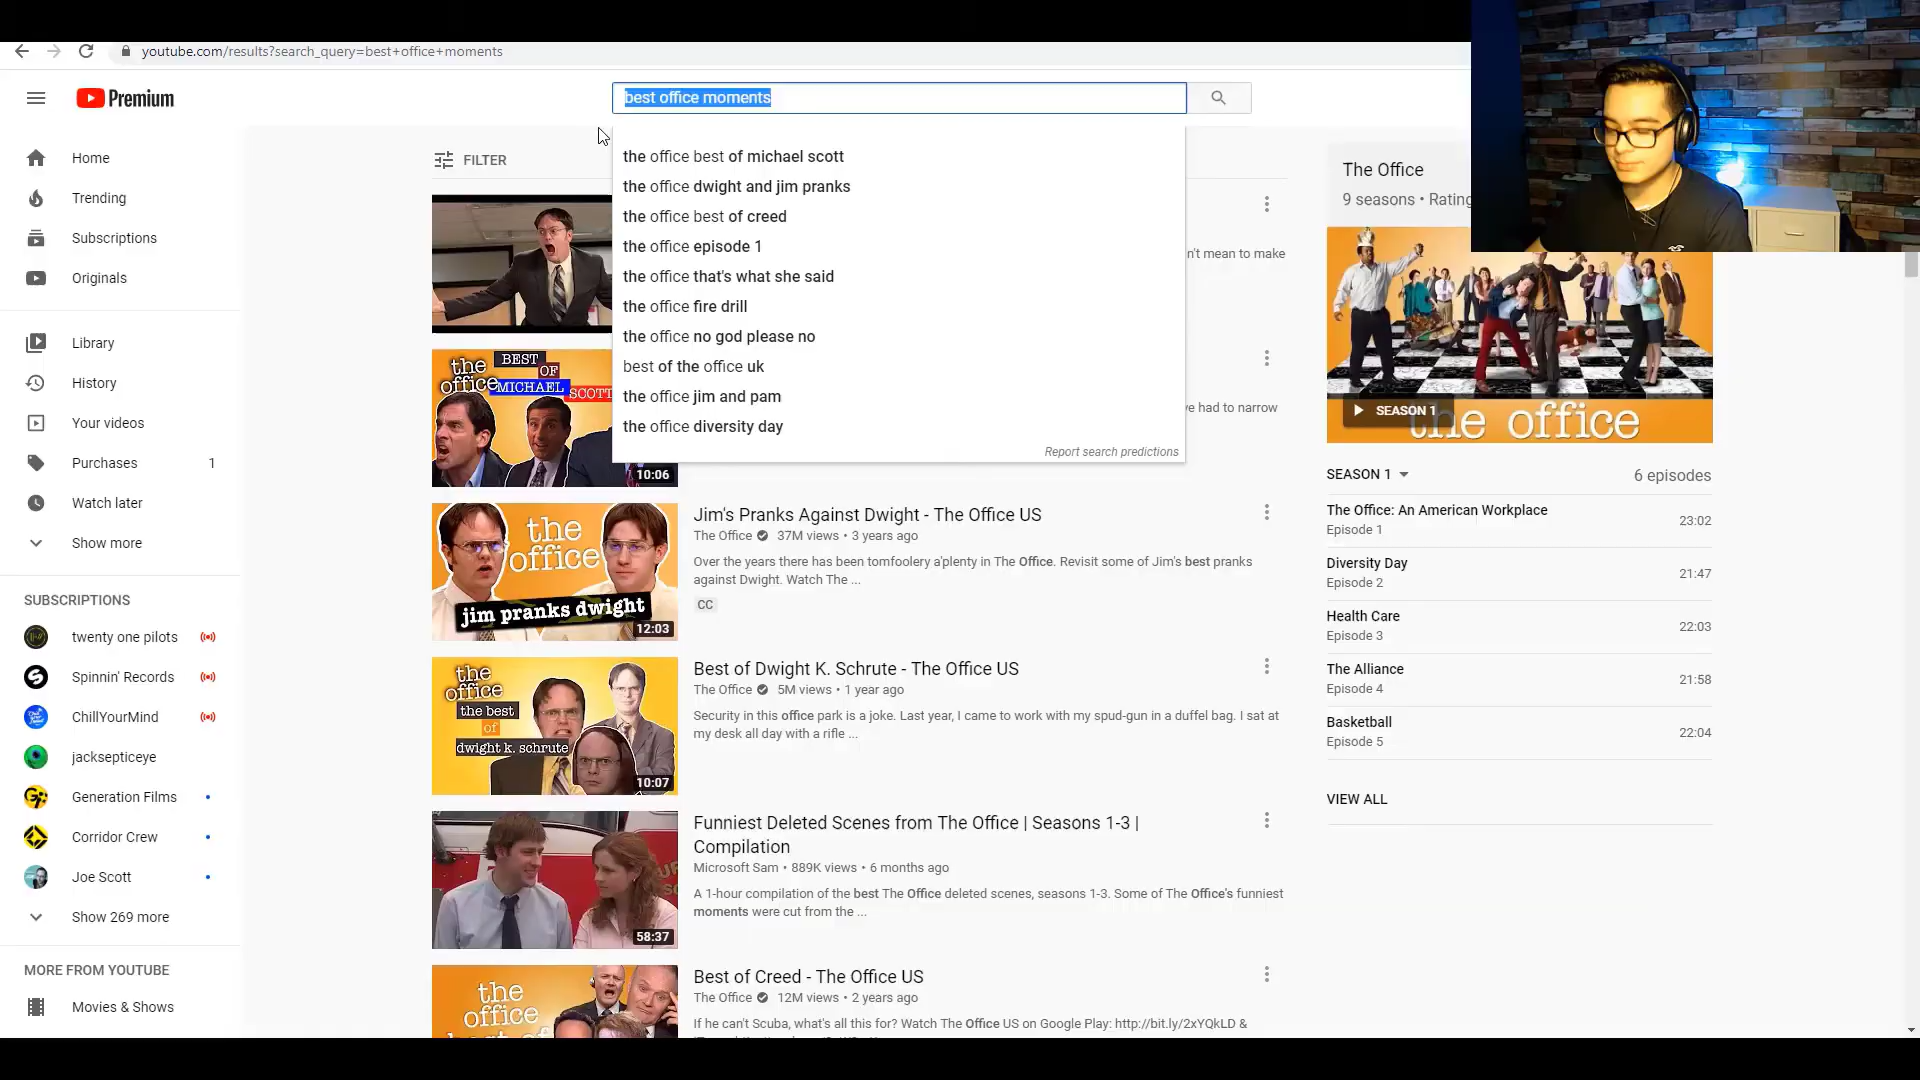 youtube.com/results?search_query=best+office+moments
Premium
best office moments
the office best of michael scott
the office dwight and jim pranks
the office best of creed
the office episode 1
the office that's what she said
the office fire drill
the office no god please no
best of the office uk
the office jim and pam
the office diversity day
Report search predictions
Home
Trending
Subscriptions
Originals
Library
History
Your videos
Purchases 1
Watch later
Show more
SUBSCRIPTIONS
twenty one pilots
Spinnin' Records
ChillYourMind
jacksepticeye
Generation Films
Corridor Crew
Joe Scott
Show 269 more
MORE FROM YOUTUBE
Movies & Shows
FILTER
n't mean to make
the office
BEST
OF
MICHAEL
SCOTT
10:06
've had to narrow
the office
jim pranks dwight
12:03
Jim's Pranks Against Dwight - The Office US
The Office 37M views • 3 years ago
Over the years there has been tomfoolery a'plenty in The Office. Revisit some of Jim's best pranks
against Dwight. Watch The ...
CC
the office
the best
of
dwight k. schrute
10:07
Best of Dwight K. Schrute - The Office US
The Office 5M views • 1 year ago
Security in this office park is a joke. Last year, I came to work with my spud-gun in a duffel bag. I sat at
my desk all day with a rifle ...
58:37
Funniest Deleted Scenes from The Office | Seasons 1-3 |
Compilation
Microsoft Sam • 889K views • 6 months ago
A 1-hour compilation of the best The Office deleted scenes, seasons 1-3. Some of The Office's funniest
moments were cut from the ...
the office
Best of Creed - The Office US
The Office 12M views • 2 years ago
If he can't Scuba, what's all this for? Watch The Office US on Google Play: http://bit.ly/2xYQkLD &
The Office
9 seasons • Rating
SEASON 1
the office
SEASON 1 6 episodes
The Office: An American Workplace
Episode 1
23:02
Diversity Day
Episode 2
21:47
Health Care
Episode 3
22:03
The Alliance
Episode 4
21:58
Basketball
Episode 5
22:04
VIEW ALL